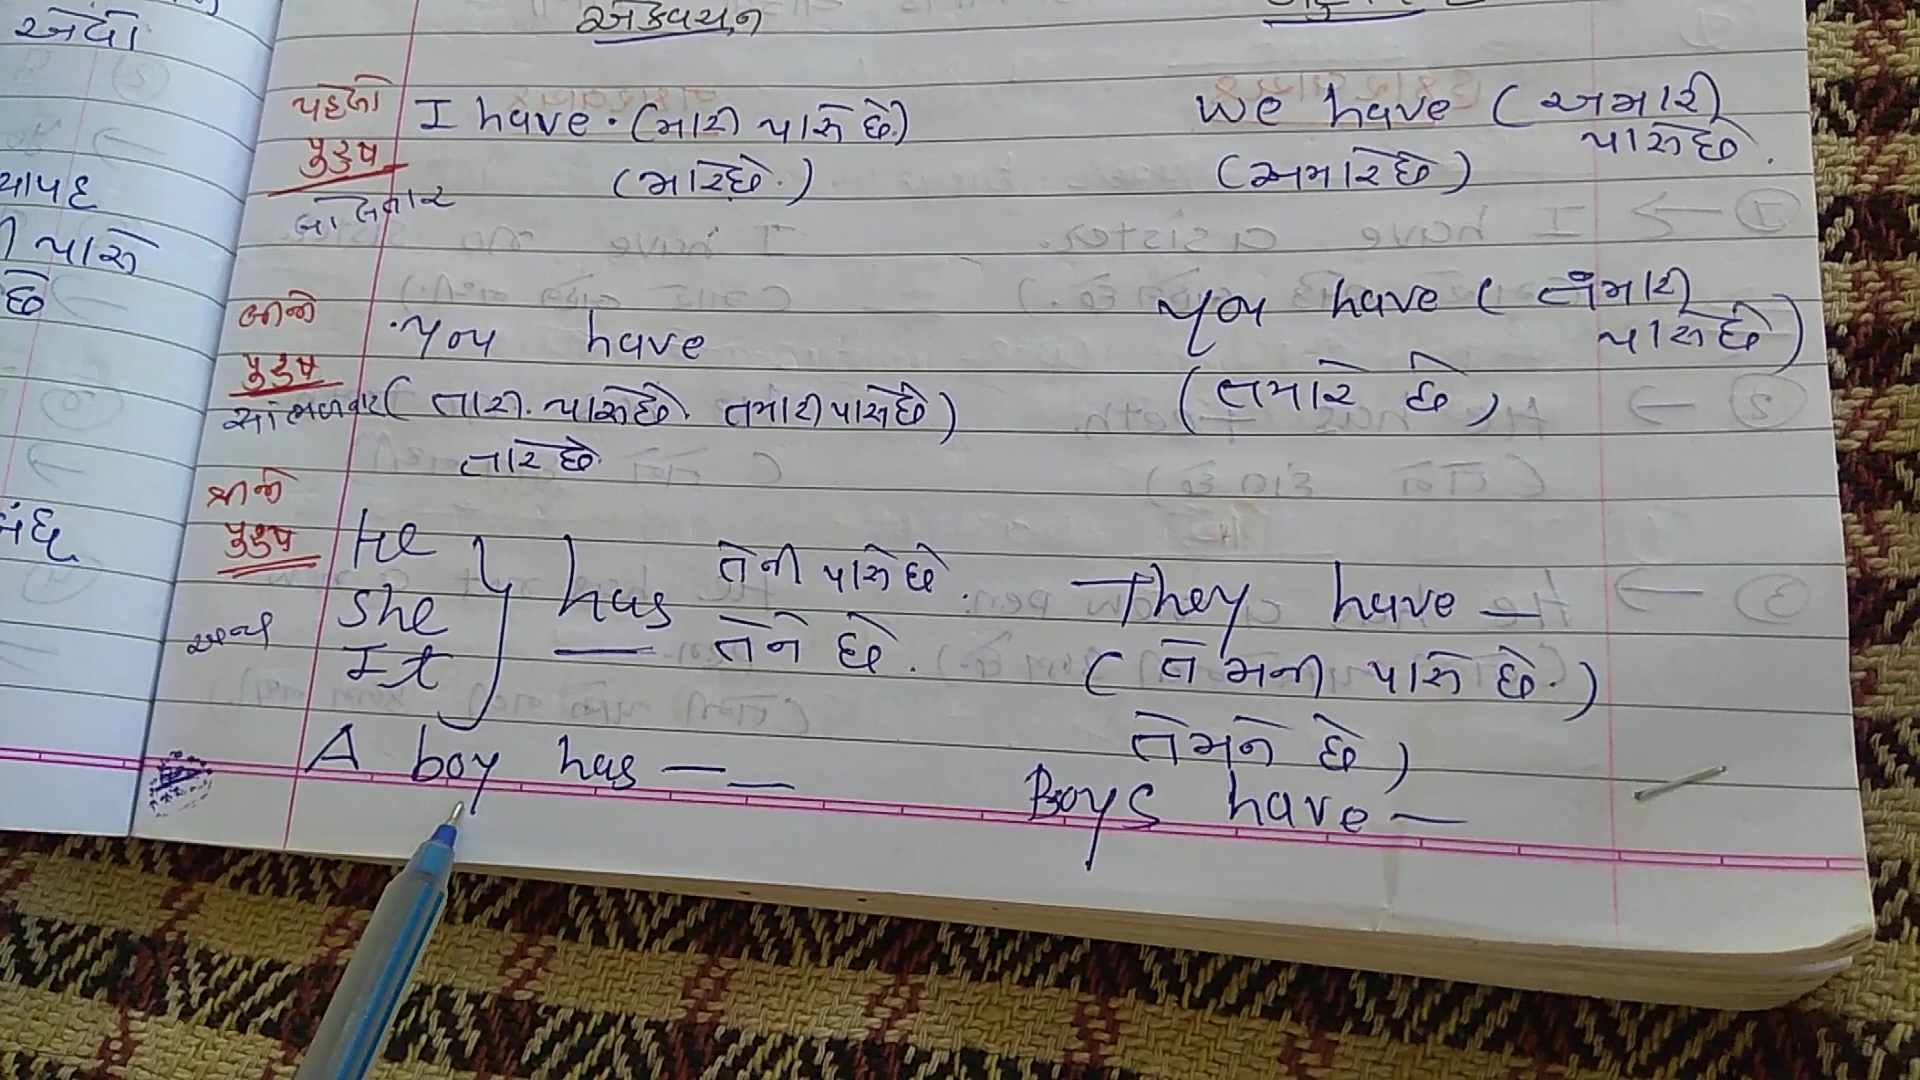 એકવચન
પહેલો
પુરુષ
બોલનાર
I have. (મારી પાસે છે.)
(મારે છે.)
We have (અમારી
પાસે છે.
(અમારે છે)
બીજો
પુરુષ
સાંભળનાર
You have
(તારી પાસે છે. તમારી પાસે છે)
તારે છે.
You have (તમારી
પાસે છે)
(તમારે છે)
ત્રીજો
પુરુષ
અન્ય
He
She
It
has તેની પાસે છે.
— તેને છે.
They have —
(તેમની પાસે છે.)
તેમને છે)
A boy has — —
Boys have —
પાસે
છે